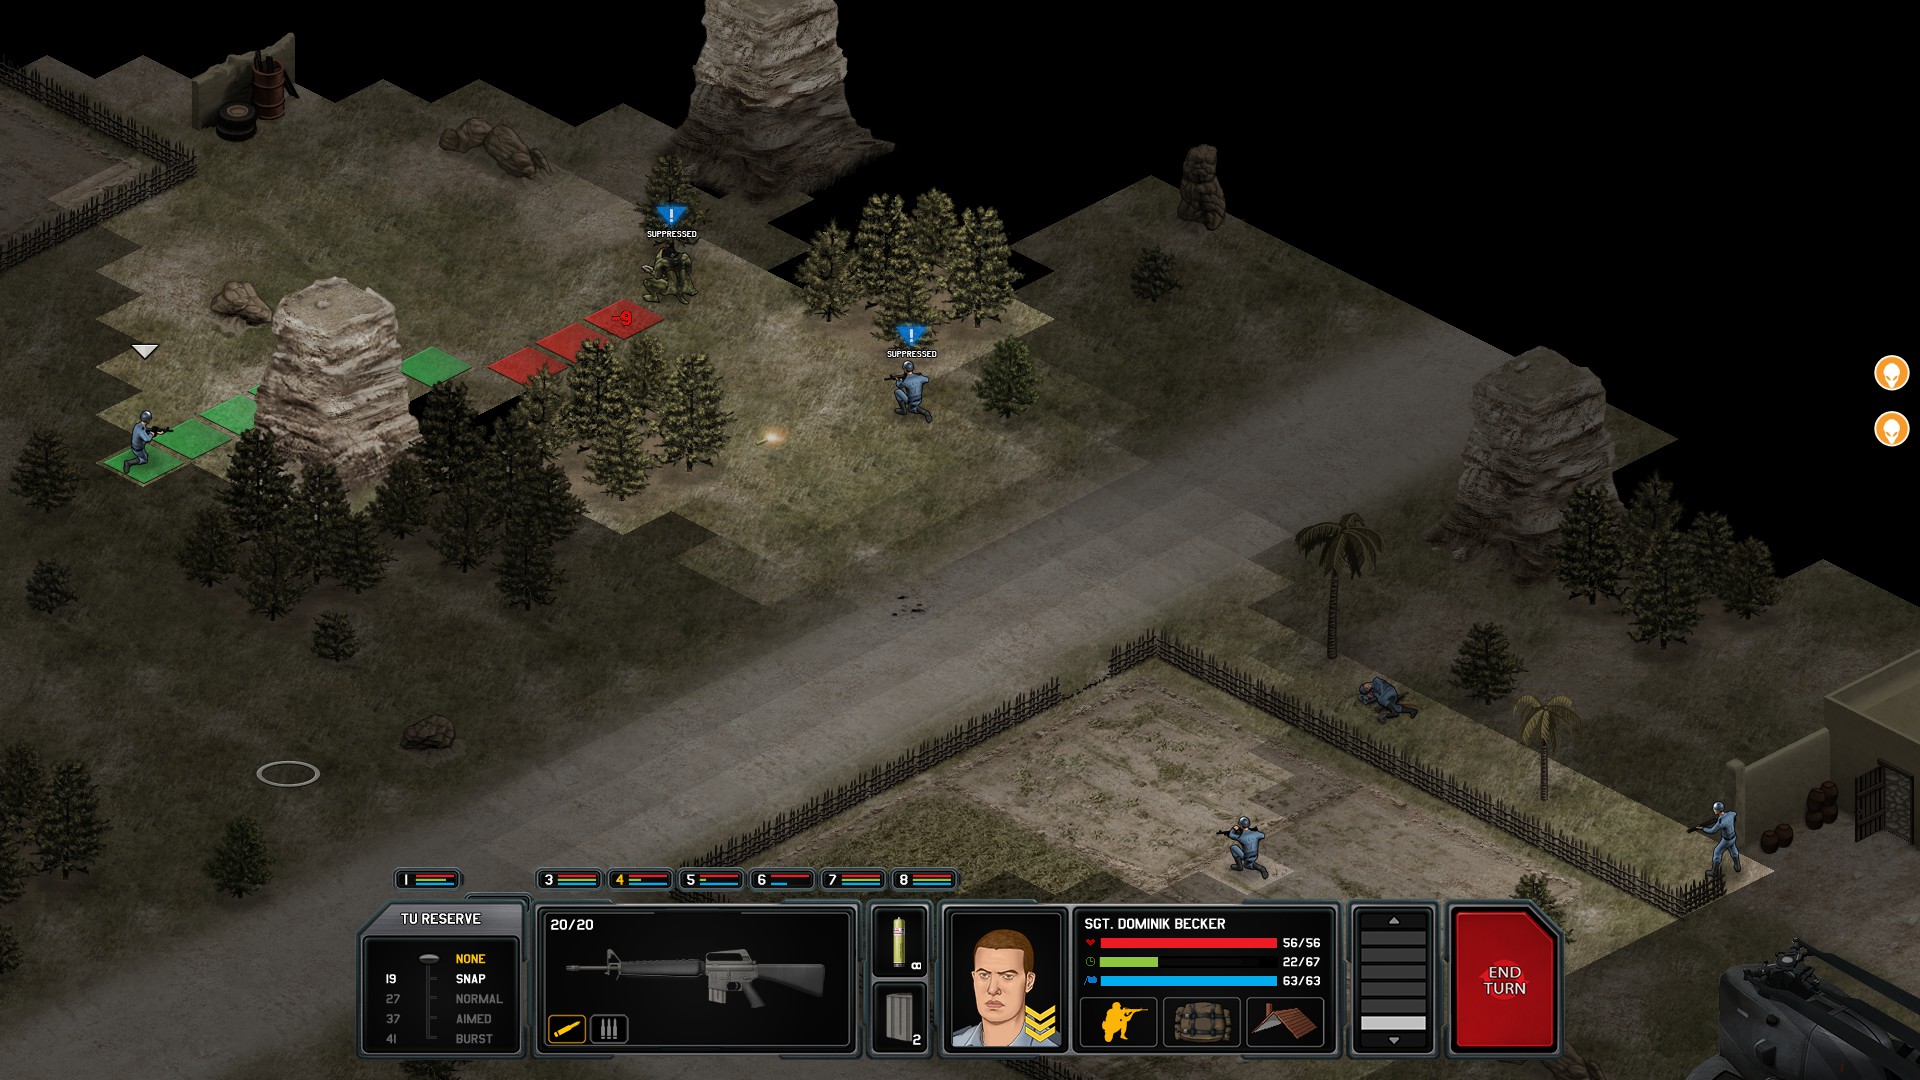 !
SUPPRESSED
-9
!
SUPPRESSED
1 3 4 5 6 7 8
TU RESERVE
NONE
19 SNAP
27 NORMAL
37 AIMED
41 BURST
20/20
∞
2
SGT. DOMINIK BECKER
56/56
22/67
63/63
END
TURN